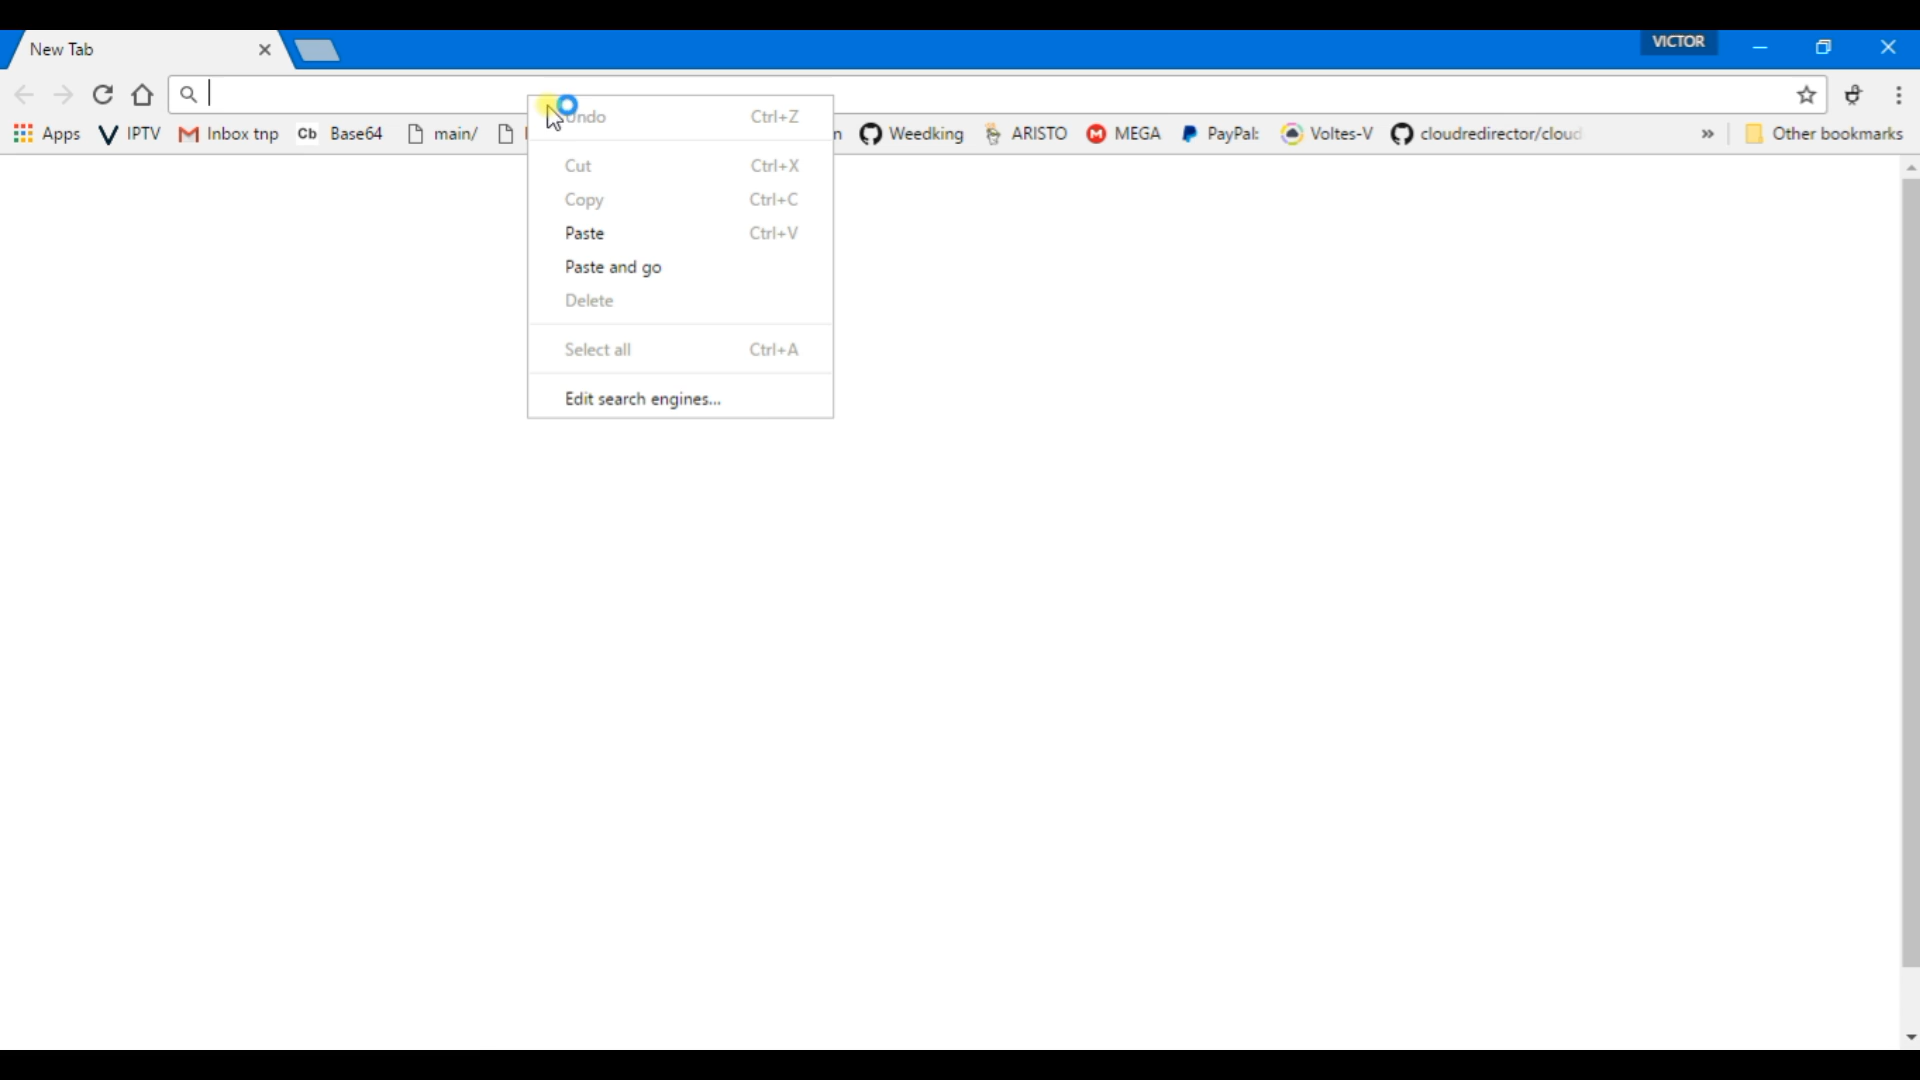 New Tab
VICTOR
Apps IPTV Inbox tnp Cb Base64 main/ Weedking ARISTO MEGA PayPal: Voltes-V cloudredirector/cloud » Other bookmarks
Undo Ctrl+Z
Cut Ctrl+X
Copy Ctrl+C
Paste Ctrl+V
Paste and go
Delete
Select all Ctrl+A
Edit search engines...